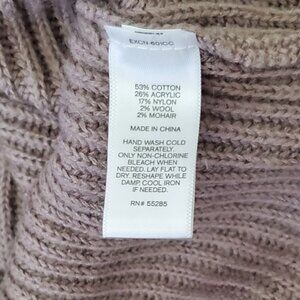 53% COTTON
26% ACRYLIC
17% NYLON
2% WOOL
2% MOHAIR
MADE IN CHINA
HAND WASH COLD
SEPARATELY.
ONLY NON-CHLORINE
BLEACH WHEN
NEEDED. LAY FLAT TO
DRY. RESHAPE WHILE
DAMP. COOL IRON
IF NEEDED.
RN# 55285